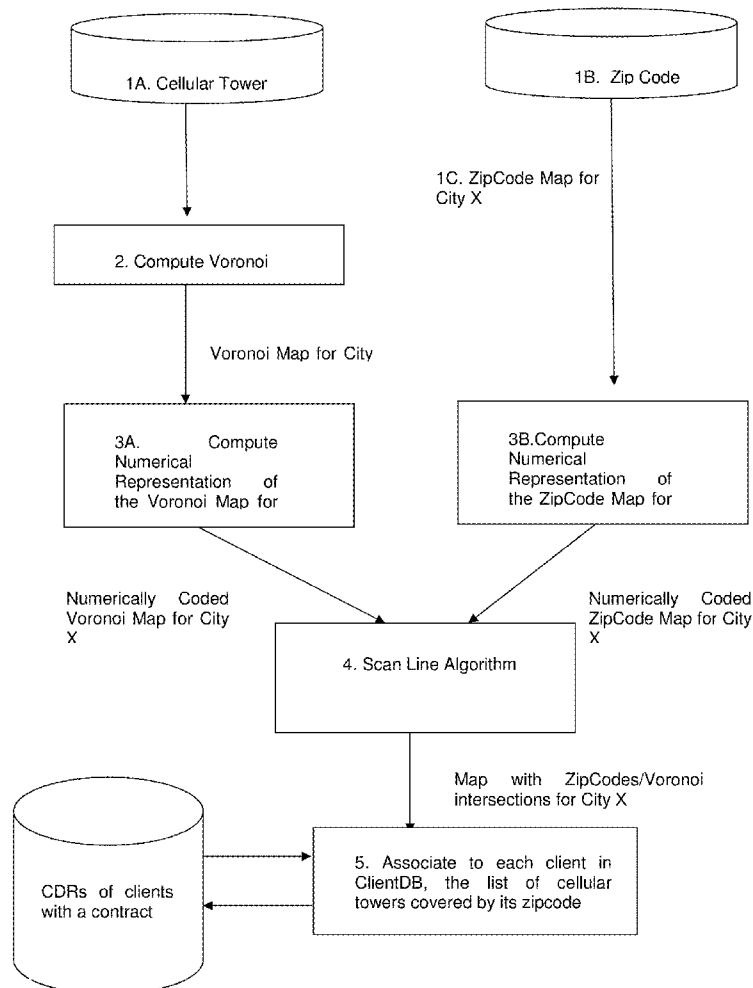 1A. Cellular Tower
1B. Zip Code
1C. ZipCode Map for
City X
2. Compute Voronoi
Voronoi Map for City
3A. Compute
Numerical
Representation of
the Voronoi Map for
3B.Compute
Numerical
Representation of
the ZipCode Map for
Numerically Coded
Voronoi Map for City
X
Numerically Coded
ZipCode Map for City
X
4. Scan Line Algorithm
Map with ZipCodes/Voronoi
intersections for City X
CDRs of clients
with a contract
5. Associate to each client in
ClientDB, the list of cellular
towers covered by its zipcode